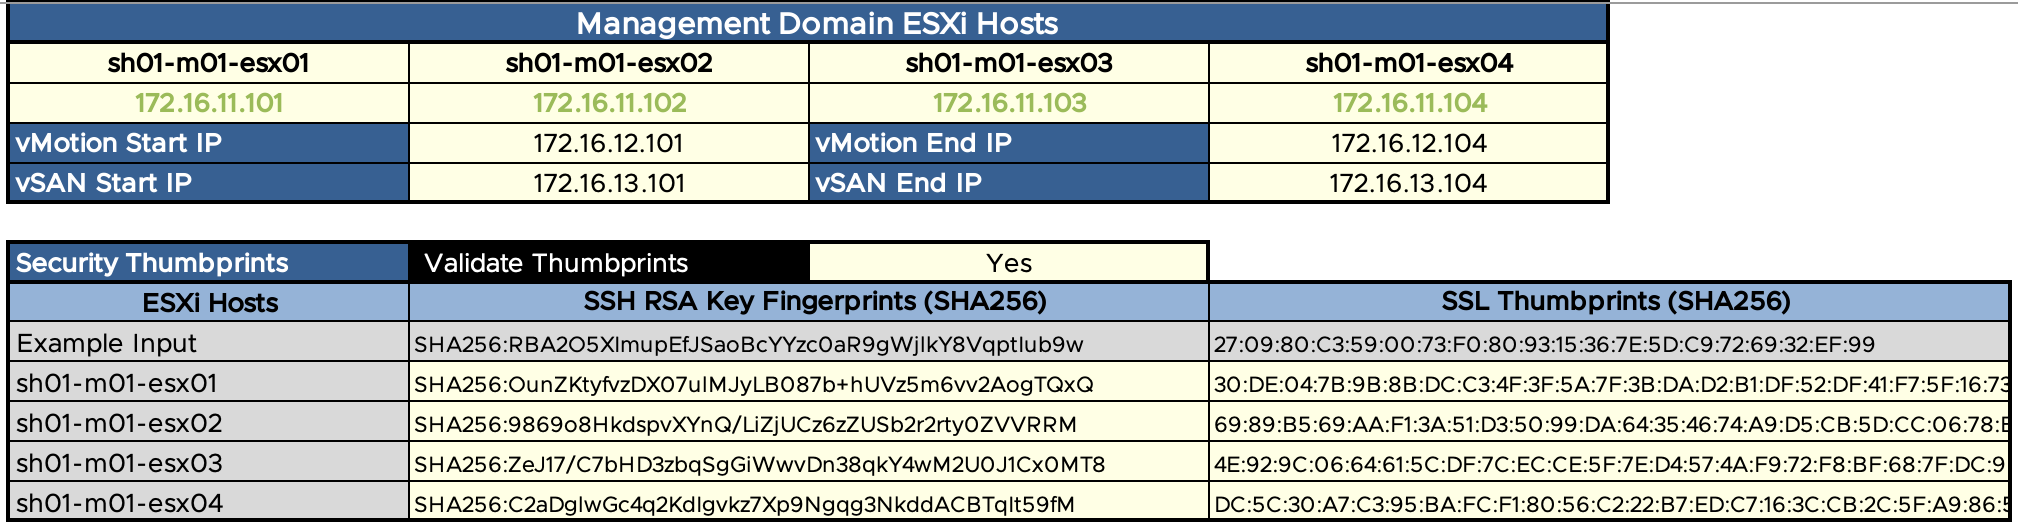 Management Domain ESXi Hosts
sh01-m01-esx01 sh01-m01-esx02 sh01-m01-esx03 sh01-m01-esx04
172.16.11.101 172.16.11.102 172.16.11.103 172.16.11.104
vMotion Start IP 172.16.12.101 vMotion End IP 172.16.12.104
vSAN Start IP 172.16.13.101 vSAN End IP 172.16.13.104
Security Thumbprints Validate Thumbprints Yes
ESXi Hosts SSH RSA Key Fingerprints (SHA256) SSL Thumbprints (SHA256)
Example Input SHA256:RBA2O5XImupEfJSaoBcYYzc0aR9gWjIkY8Vqptlub9w 27:09:80:C3:59:00:73:F0:80:93:15:36:7E:5D:C9:72:69:32:EF:99
sh01-m01-esx01 SHA256:OunZKtyfvzDX07uIMJyLB087b+hUVz5m6vv2AogTQxQ 30:DE:04:7B:9B:8B:DC:C3:4F:3F:5A:7F:3B:DA:D2:B1:DF:52:DF:41:F7:5F:16:73
sh01-m01-esx02 SHA256:9869o8HkdspvXYnQ/LiZjUCz6zZUSb2r2rty0ZVVRRM 69:89:B5:69:AA:F1:3A:51:D3:50:99:DA:64:35:46:74:A9:D5:CB:5D:CC:06:78:
sh01-m01-esx03 SHA256:ZeJ17/C7bHD3zbqSgGiWwvDn38qkY4wM2U0J1Cx0MT8 4E:92:9C:06:64:61:5C:DF:7C:EC:CE:5F:7E:D4:57:4A:F9:72:F8:BF:68:7F:DC:9
sh01-m01-esx04 SHA256:C2aDglwGc4q2Kdlgvkz7Xp9Ngqg3NkddACBTqIt59fM DC:5C:30:A7:C3:95:BA:FC:F1:80:56:C2:22:B7:ED:C7:16:3C:CB:2C:5F:A9:86: